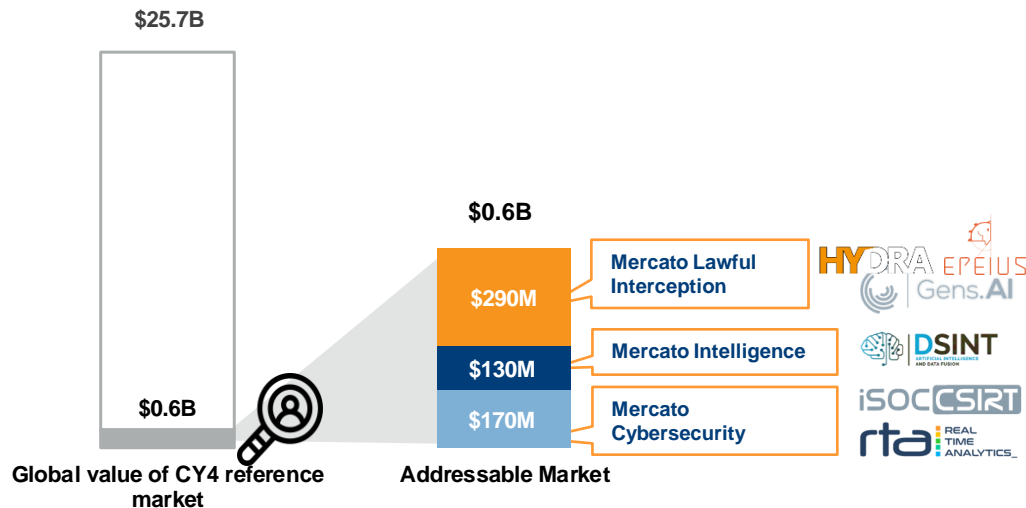 $25.7B
$0.6B
Global value of CY4 reference
market
$0.6B
$290M
$130M
$170M
Addressable Market
Mercato Lawful
Interception
Mercato Intelligence
Mercato
Cybersecurity
HYDRA
EPEIUS
Gens.AI
DSINT
ARTIFICIAL INTELLIGENCE
AND DATA FUSION
iSOC CSIRT
rta REAL
TIME
ANALYTICS_